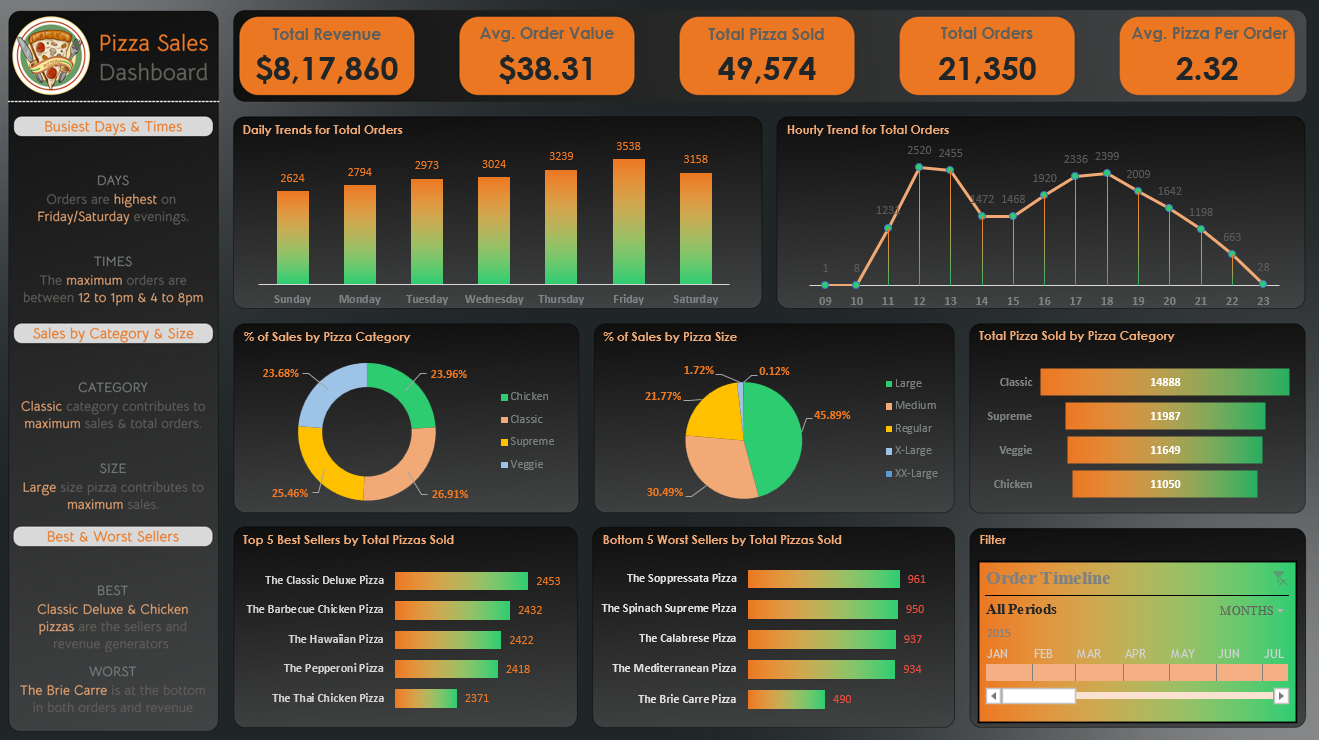 Pizza Sales
Dashboard
Total Revenue
$8,17,860
Avg. Order Value
$38.31
Total Pizza Sold
49,574
Total Orders
21,350
Avg. Pizza Per Order
2.32
Busiest Days & Times
DAYS
Orders are highest on
Friday/Saturday evenings.
TIMES
The maximum orders are
between 12 to 1pm & 4 to 8pm
Sales by Category & Size
CATEGORY
Classic category contributes to
maximum sales & total orders.
SIZE
Large size pizza contributes to
maximum sales.
Best & Worst Sellers
BEST
Classic Deluxe & Chicken
pizzas are the sellers and
revenue generators
WORST
The Brie Carre is at the bottom
in both orders and revenue
Daily Trends for Total Orders
2624 2794 2973 3024 3239 3538 3158
Sunday Monday Tuesday Wednesday Thursday Friday Saturday
Hourly Trend for Total Orders
1 8 1231 2520 2455 1472 1468 1920 2336 2399 2009 1642 1198 663 28
09 10 11 12 13 14 15 16 17 18 19 20 21 22 23
% of Sales by Pizza Category
23.68% 23.96%
25.46% 26.91%
Chicken
Classic
Supreme
Veggie
% of Sales by Pizza Size
1.72% 0.12%
21.77% 45.89%
30.49%
Large
Medium
Regular
X-Large
XX-Large
Total Pizza Sold by Pizza Category
Classic 14888
Supreme 11987
Veggie 11649
Chicken 11050
Top 5 Best Sellers by Total Pizzas Sold
The Classic Deluxe Pizza 2453
The Barbecue Chicken Pizza 2432
The Hawaiian Pizza 2422
The Pepperoni Pizza 2418
The Thai Chicken Pizza 2371
Bottom 5 Worst Sellers by Total Pizzas Sold
The Soppressata Pizza 961
The Spinach Supreme Pizza 950
The Calabrese Pizza 937
The Mediterranean Pizza 934
The Brie Carre Pizza 490
Filter
Order Timeline
All Periods MONTHS
2015
JAN FEB MAR APR MAY JUN JUL